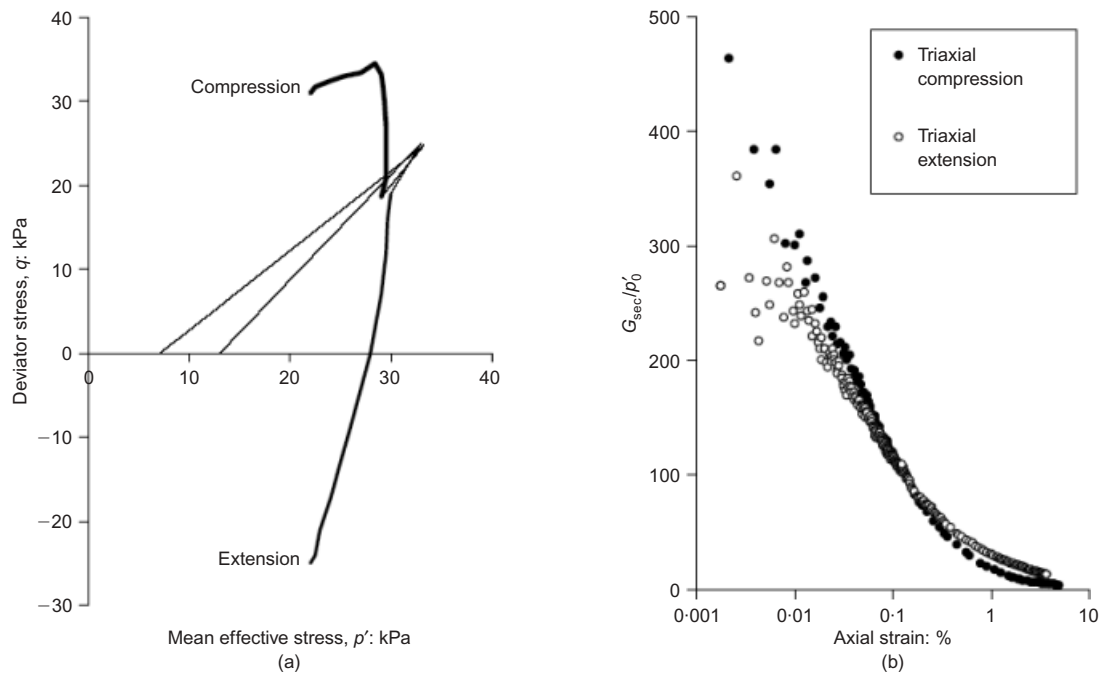 40
30
20
10
0
−10
−20
−30
0
10
20
30
40
Compression
Extension
Deviator stress, q: kPa
Mean effective stress, p′: kPa
(a)
500
400
300
200
100
0
0·001
0·01
0·1
1
10
Triaxial
compression
Triaxial
extension
Gsec/p′0
Axial strain: %
(b)